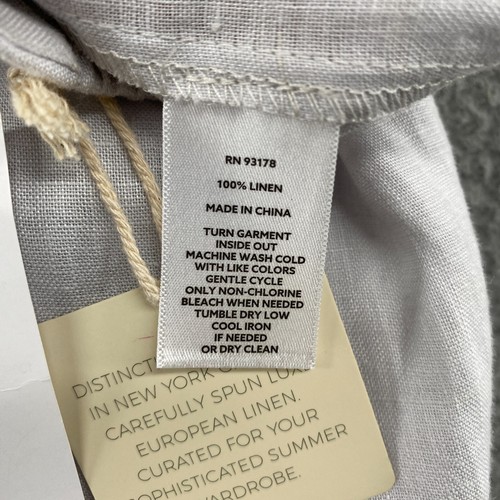 RN 93178
100% LINEN
MADE IN CHINA
TURN GARMENT
INSIDE OUT
MACHINE WASH COLD
WITH LIKE COLORS
GENTLE CYCLE
ONLY NON-CHLORINE
BLEACH WHEN NEEDED
TUMBLE DRY LOW
COOL IRON
IF NEEDED
OR DRY CLEAN
IN NEW YORK
CAREFULLY SPUN
EUROPEAN LINEN.
CURATED FOR YOUR
SUMMER
WARDROBE.